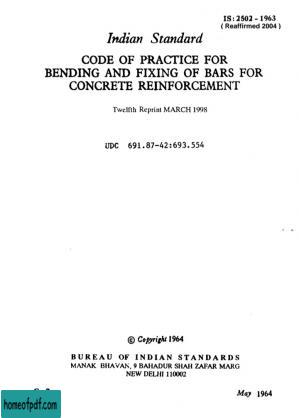 IS : 2502 - 1963
( Reaffirmed 2004 )
Indian Standard
CODE OF PRACTICE FOR
BENDING AND FIXING OF BARS FOR
CONCRETE REINFORCEMENT
Twelfth Reprint MARCH 1998
UDC 691.87-42:693.554
© Copyright 1964
BUREAU OF INDIAN STANDARDS
MANAK BHAVAN, 9 BAHADUR SHAH ZAFAR MARG
NEW DELHI 110002
May 1964
homeofpdf.com